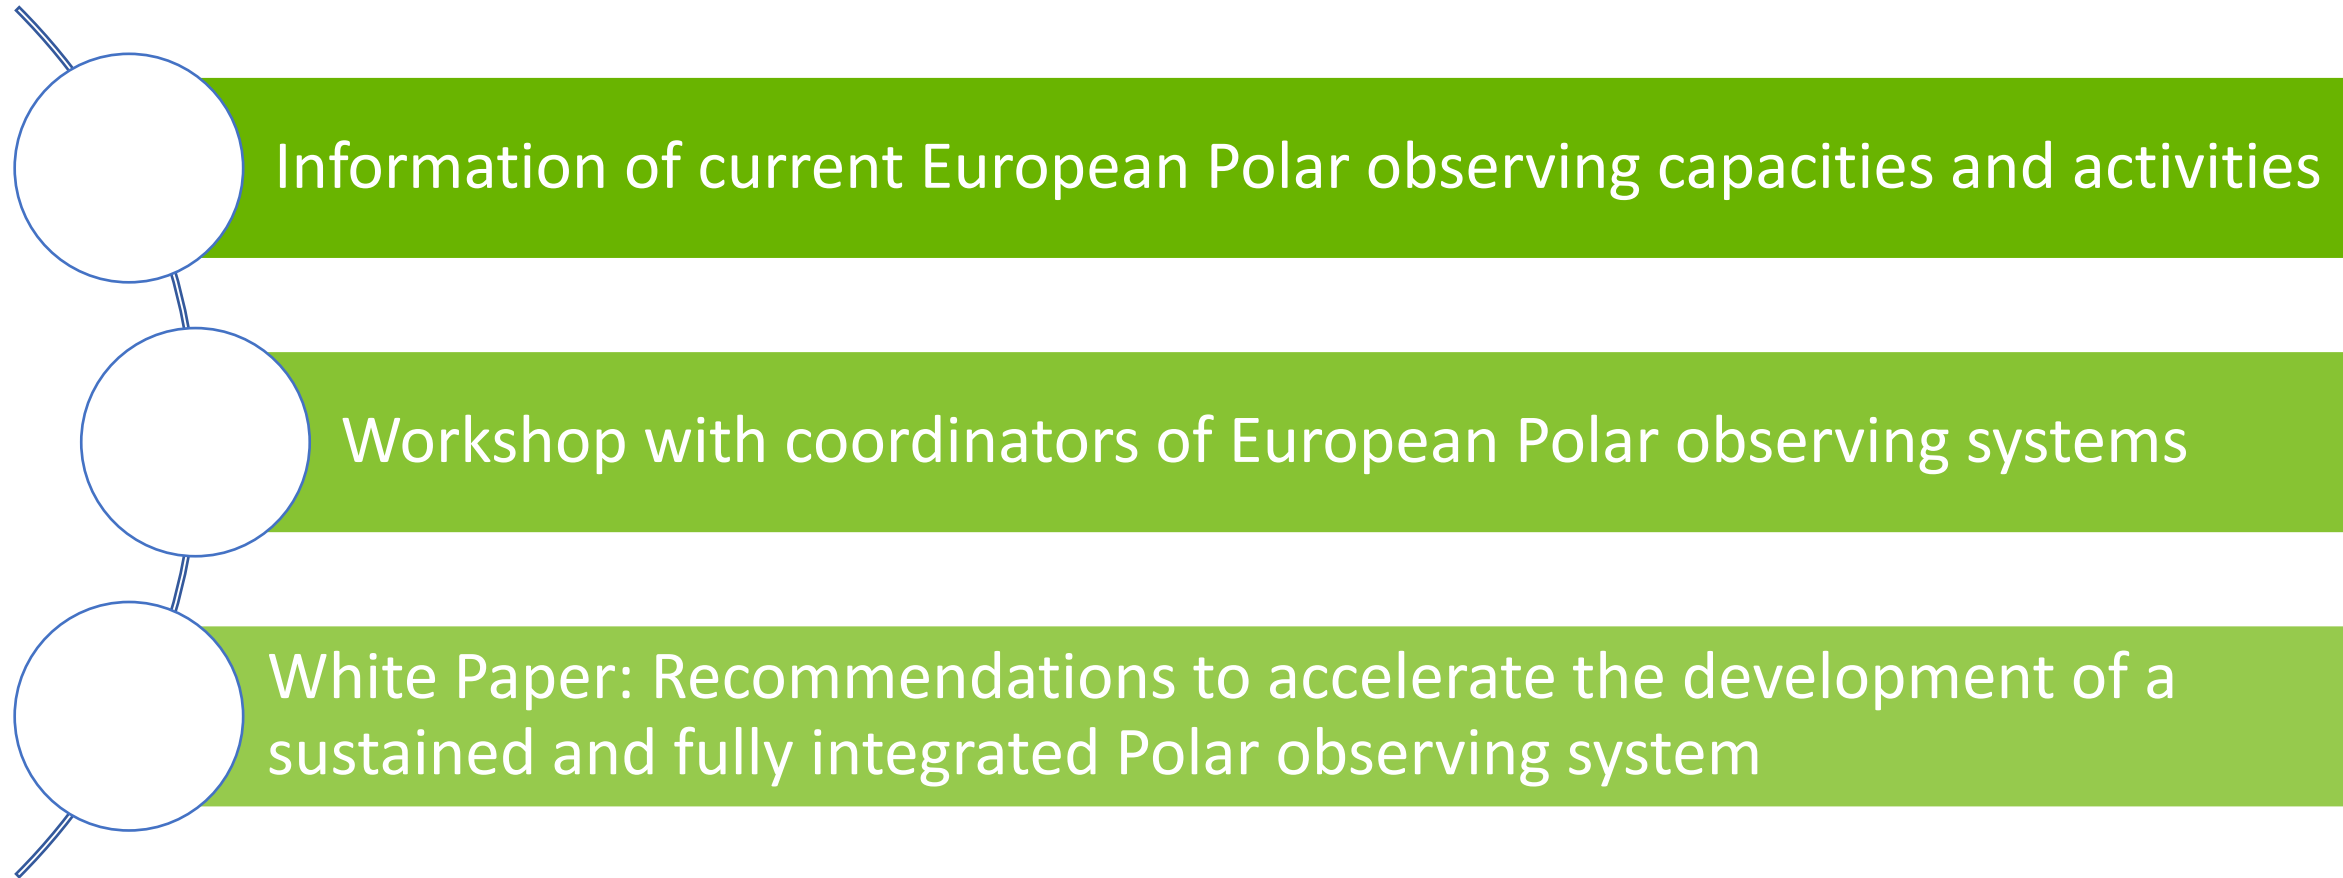 Information of current European Polar observing capacities and activities
Workshop with coordinators of European Polar observing systems
White Paper: Recommendations to accelerate the development of a
sustained and fully integrated Polar observing system